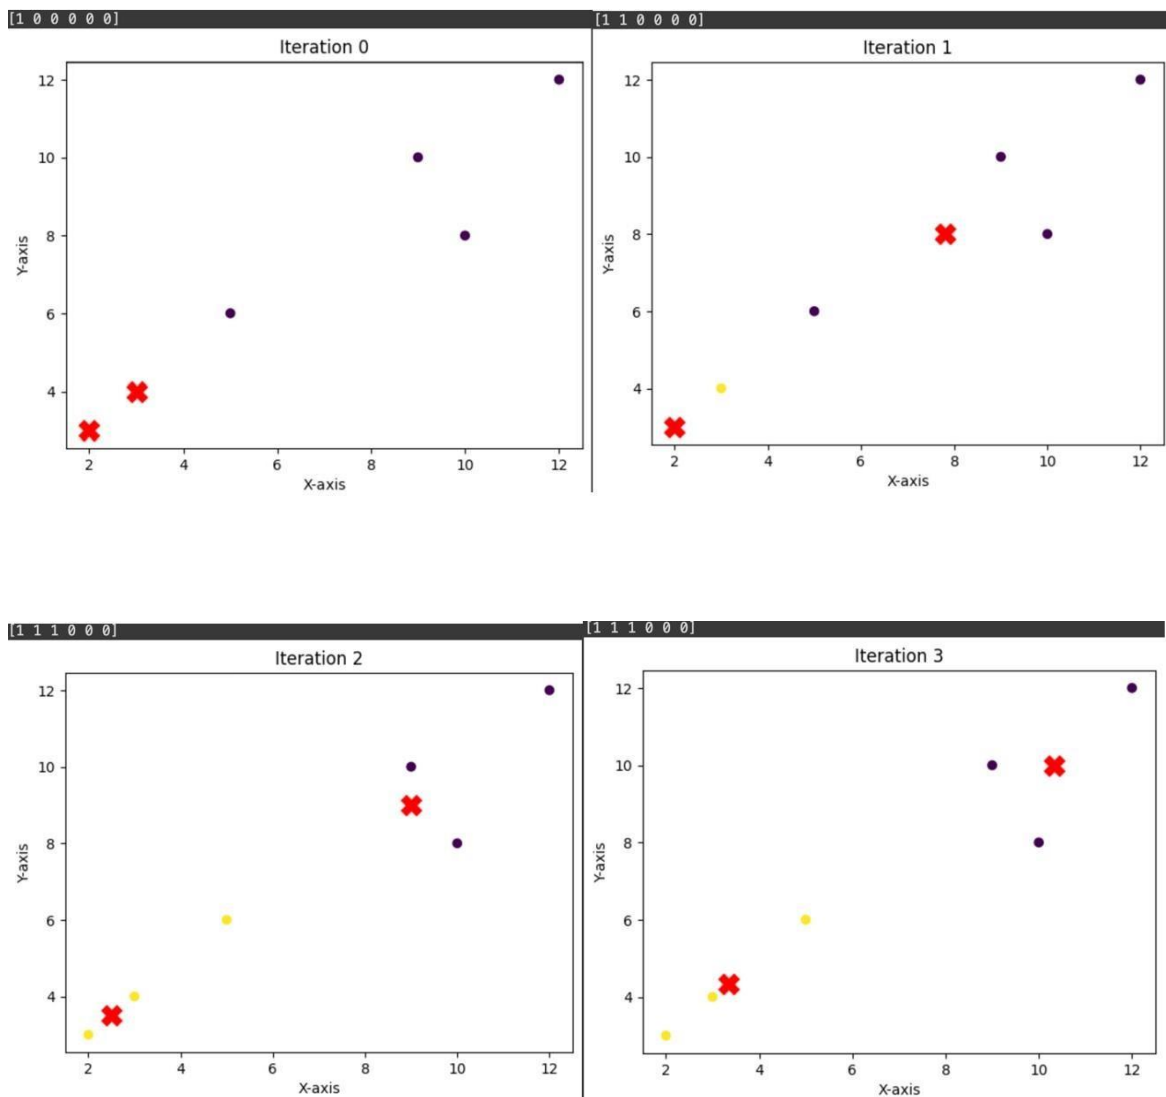 [1 0 0 0 0 0]
Iteration 0
12
10
8
6
4
Y-axis
2 4 6 8 10 12
X-axis
[1 1 0 0 0 0]
Iteration 1
12
10
8
6
4
Y-axis
2 4 6 8 10 12
X-axis
[1 1 1 0 0 0]
Iteration 2
12
10
8
6
4
Y-axis
2 4 6 8 10 12
X-axis
[1 1 1 0 0 0]
Iteration 3
12
10
8
6
4
Y-axis
2 4 6 8 10 12
X-axis